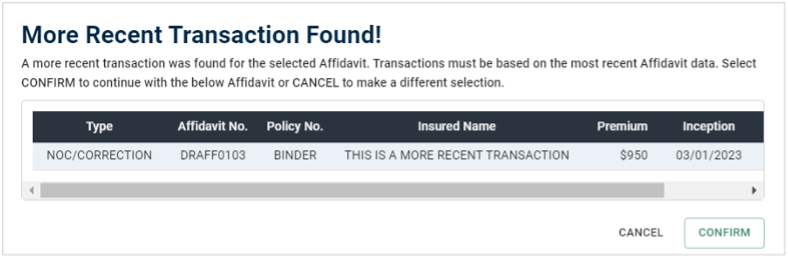 More Recent Transaction Found!
A more recent transaction was found for the selected Affidavit. Transactions must be based on the most recent Affidavit data. Select
CONFIRM to continue with the below Affidavit or CANCEL to make a different selection.
Type Affidavit No. Policy No. Insured Name Premium Inception
NOC/CORRECTION DRAFF0103 BINDER THIS IS A MORE RECENT TRANSACTION $950 03/01/2023
CANCEL CONFIRM